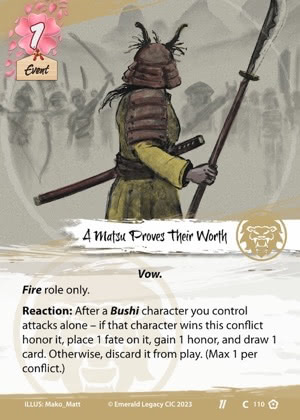 1
Event
A Matsu Proves Their Worth
Vow.
Fire role only.
Reaction: After a Bushi character you control
attacks alone – if that character wins this conflict
honor it, place 1 fate on it, gain 1 honor, and draw 1
card. Otherwise, discard it from play. (Max 1 per
conflict.)
ILLUS: Mako_Matt © Emerald Legacy CIC 2023 C 110